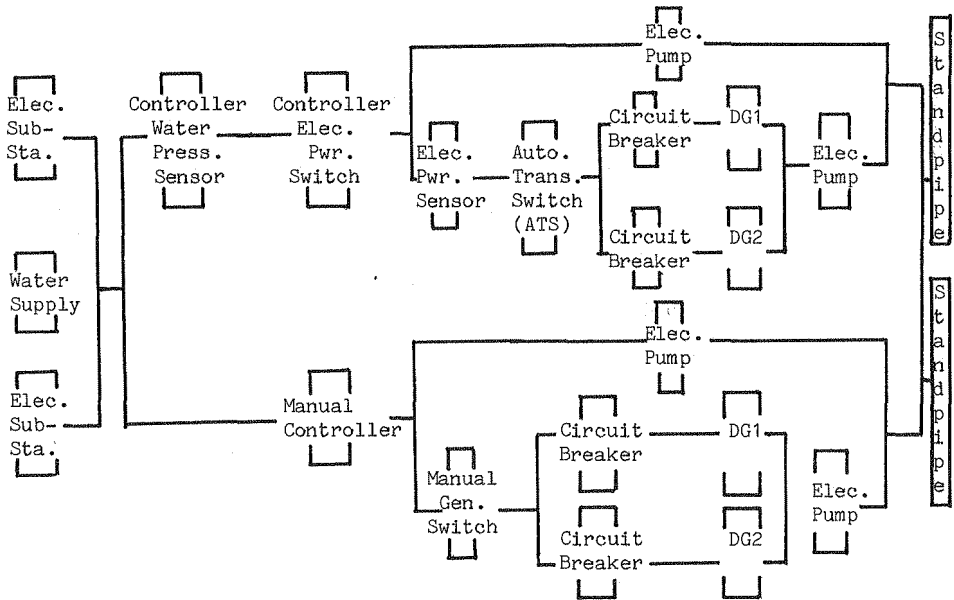 Elec.
Sub-
Sta.
Water
Supply
Elec.
Sub-
Sta.
Controller
Water
Press.
Sensor
Controller
Elec.
Pwr.
Switch
Elec.
Pump
Elec.
Pwr.
Sensor
Auto.
Trans.
Switch
(ATS)
Circuit
Breaker
DG1
Circuit
Breaker
DG2
Elec.
Pump
Manual
Controller
Elec.
Pump
Manual
Gen.
Switch
Circuit
Breaker
DG1
Circuit
Breaker
DG2
Elec.
Pump
Standpipe
Standpipe